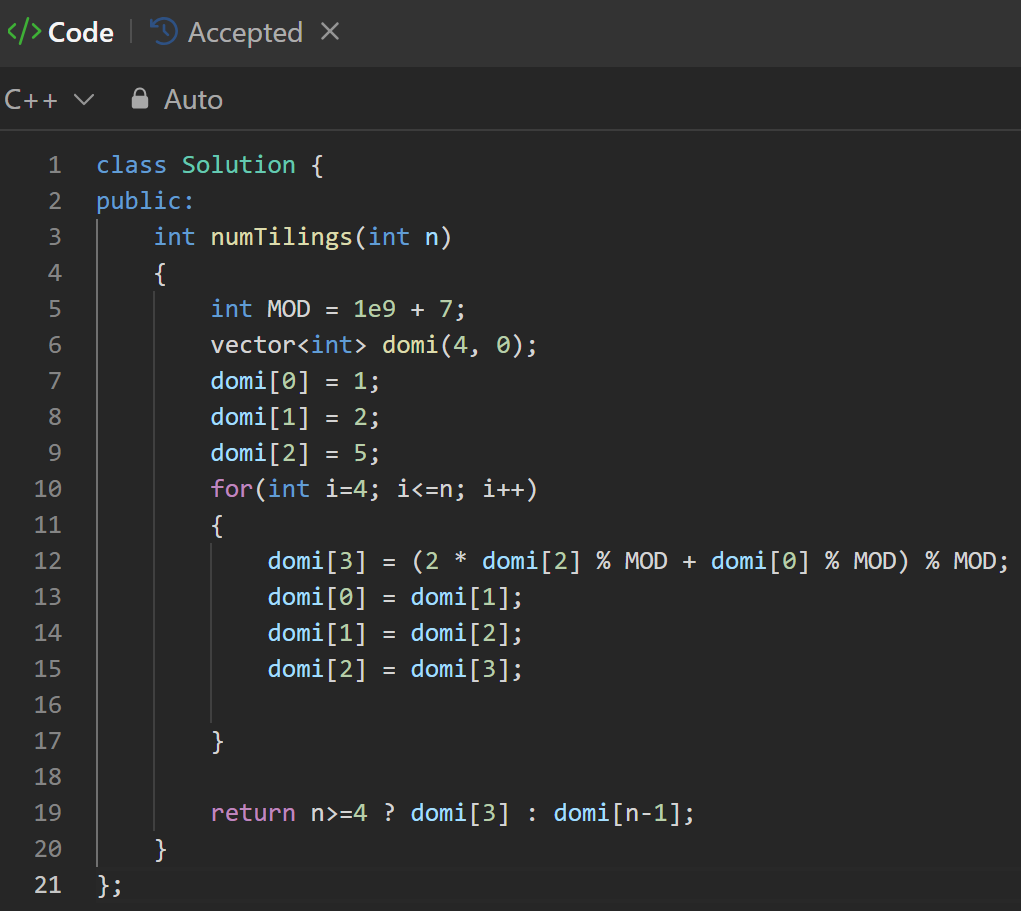 </> Code | Accepted ×
C++ Auto
1 class Solution {
2 public:
3     int numTilings(int n)
4     {
5         int MOD = 1e9 + 7;
6         vector<int> domi(4, 0);
7         domi[0] = 1;
8         domi[1] = 2;
9         domi[2] = 5;
10         for(int i=4; i<=n; i++)
11         {
12             domi[3] = (2 * domi[2] % MOD + domi[0] % MOD) % MOD;
13             domi[0] = domi[1];
14             domi[1] = domi[2];
15             domi[2] = domi[3];
16
17         }
18
19         return n>=4 ? domi[3] : domi[n-1];
20     }
21 };